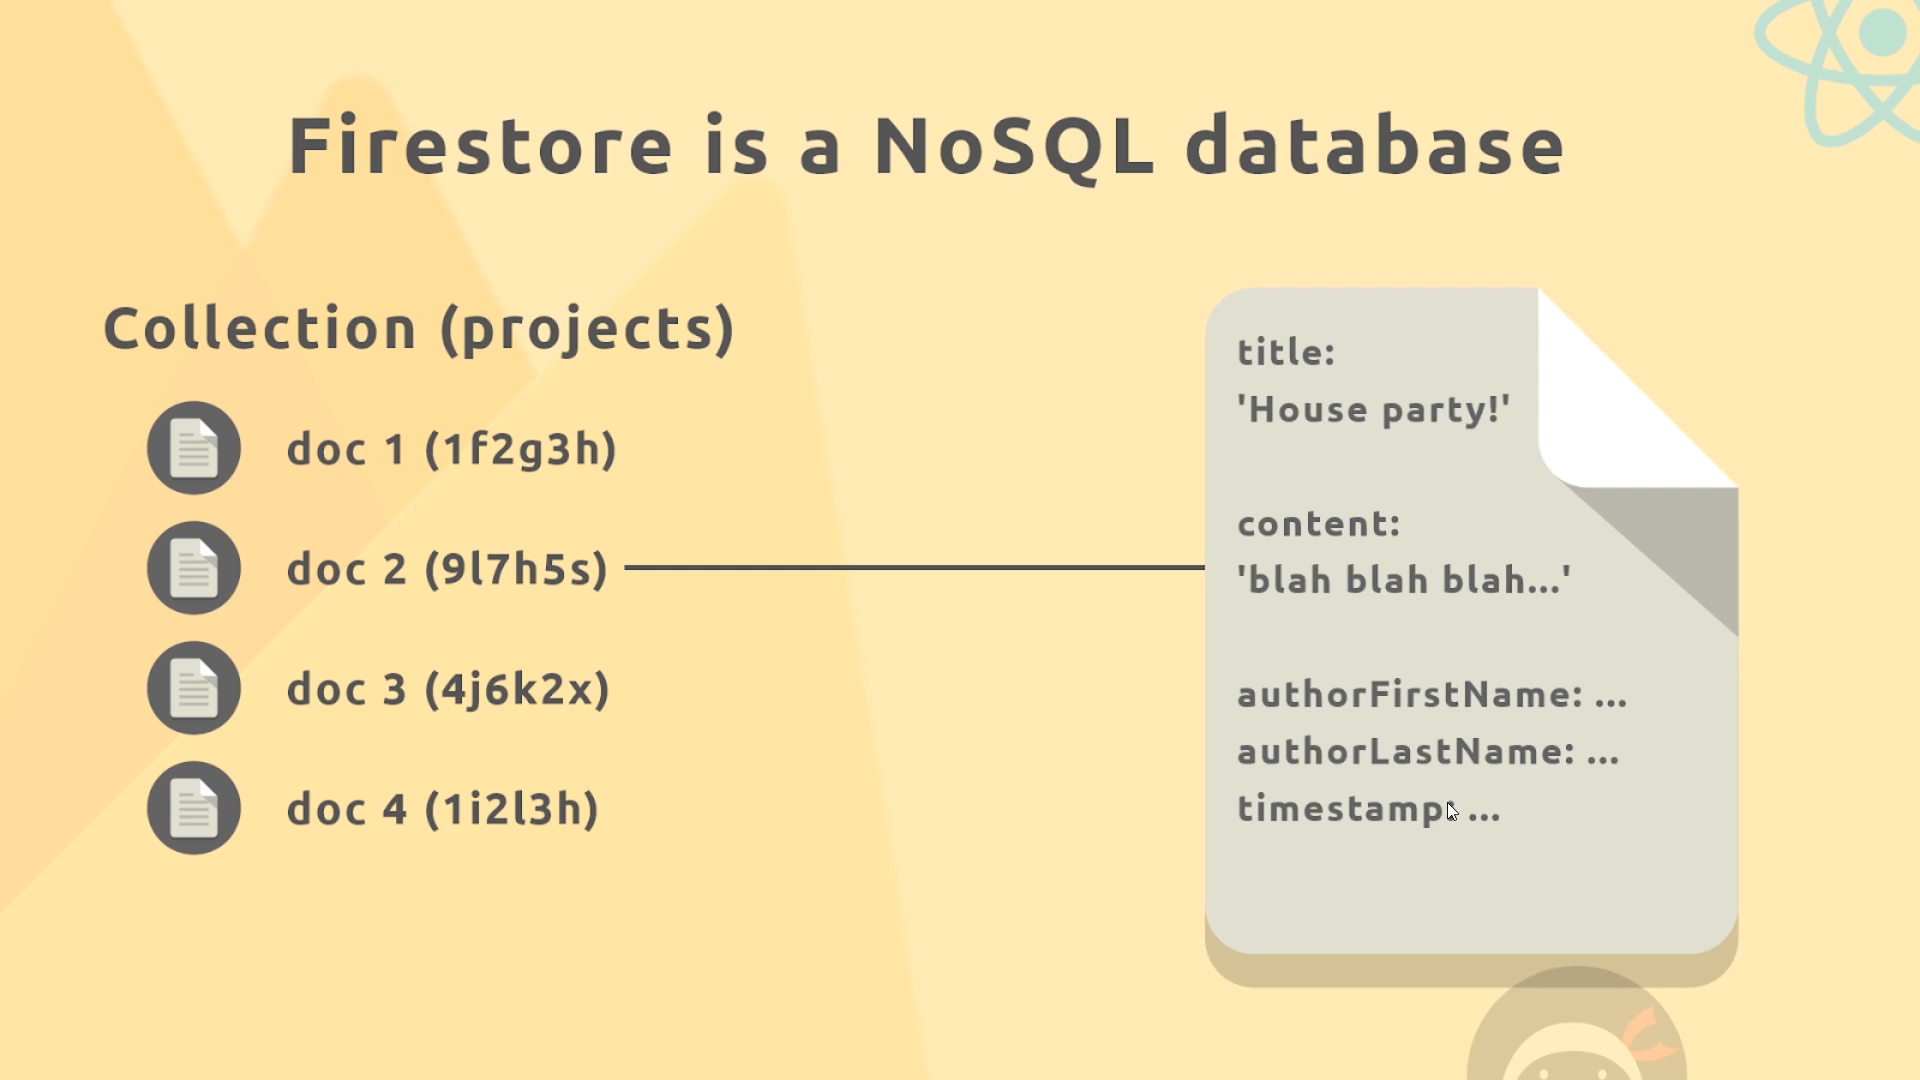 Firestore is a NoSQL database
Collection (projects)
doc 1 (1f2g3h)
doc 2 (9l7h5s)
doc 3 (4j6k2x)
doc 4 (1i2l3h)
title:
'House party!'
content:
'blah blah blah...'
authorFirstName: ...
authorLastName: ...
timestamp: ...